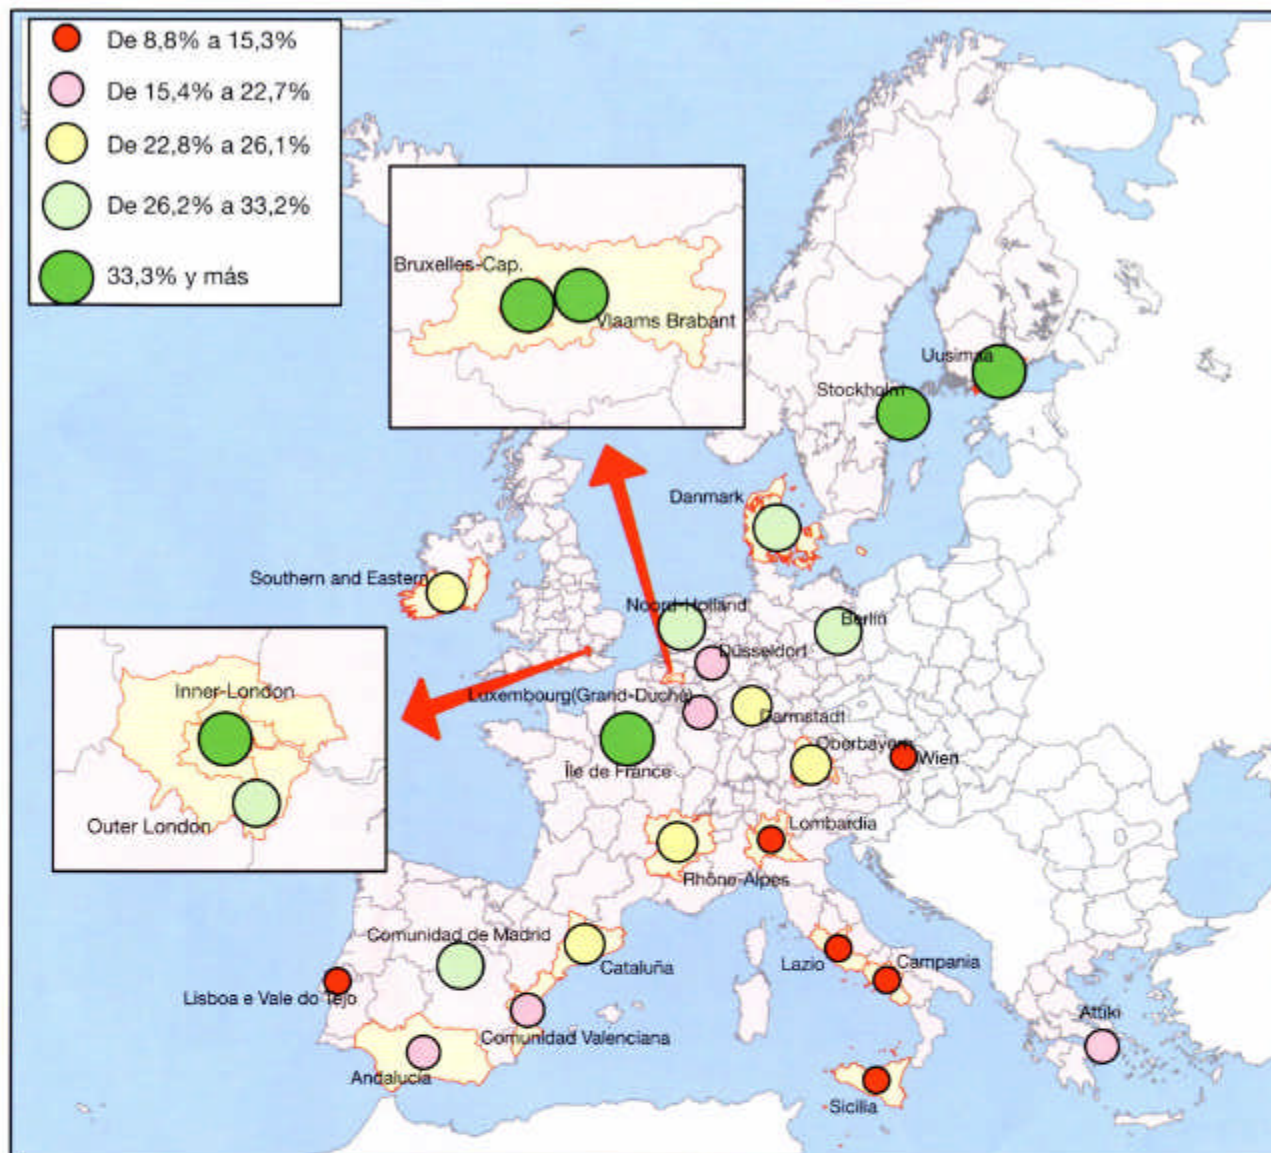 De 8,8% a 15,3%
De 15,4% a 22,7%
De 22,8% a 26,1%
De 26,2% a 33,2%
33,3% y más
Bruxelles-Cap.
Vlaams Brabant
Uusimaa
Stockholm
Danmark
Southern and Eastern
Noord-Holland
Berlín
Düsseldorf
Inner-London
Luxembourg(Grand-Duché)
Darmstadt
Oberbayern
Wien
Île de France
Outer London
Lombardia
Rhône-Alpes
Comunidad de Madrid
Cataluña
Lazio
Campania
Lisboa e Vale do Tejo
Comunidad Valenciana
Attiki
Andalucía
Sicilia